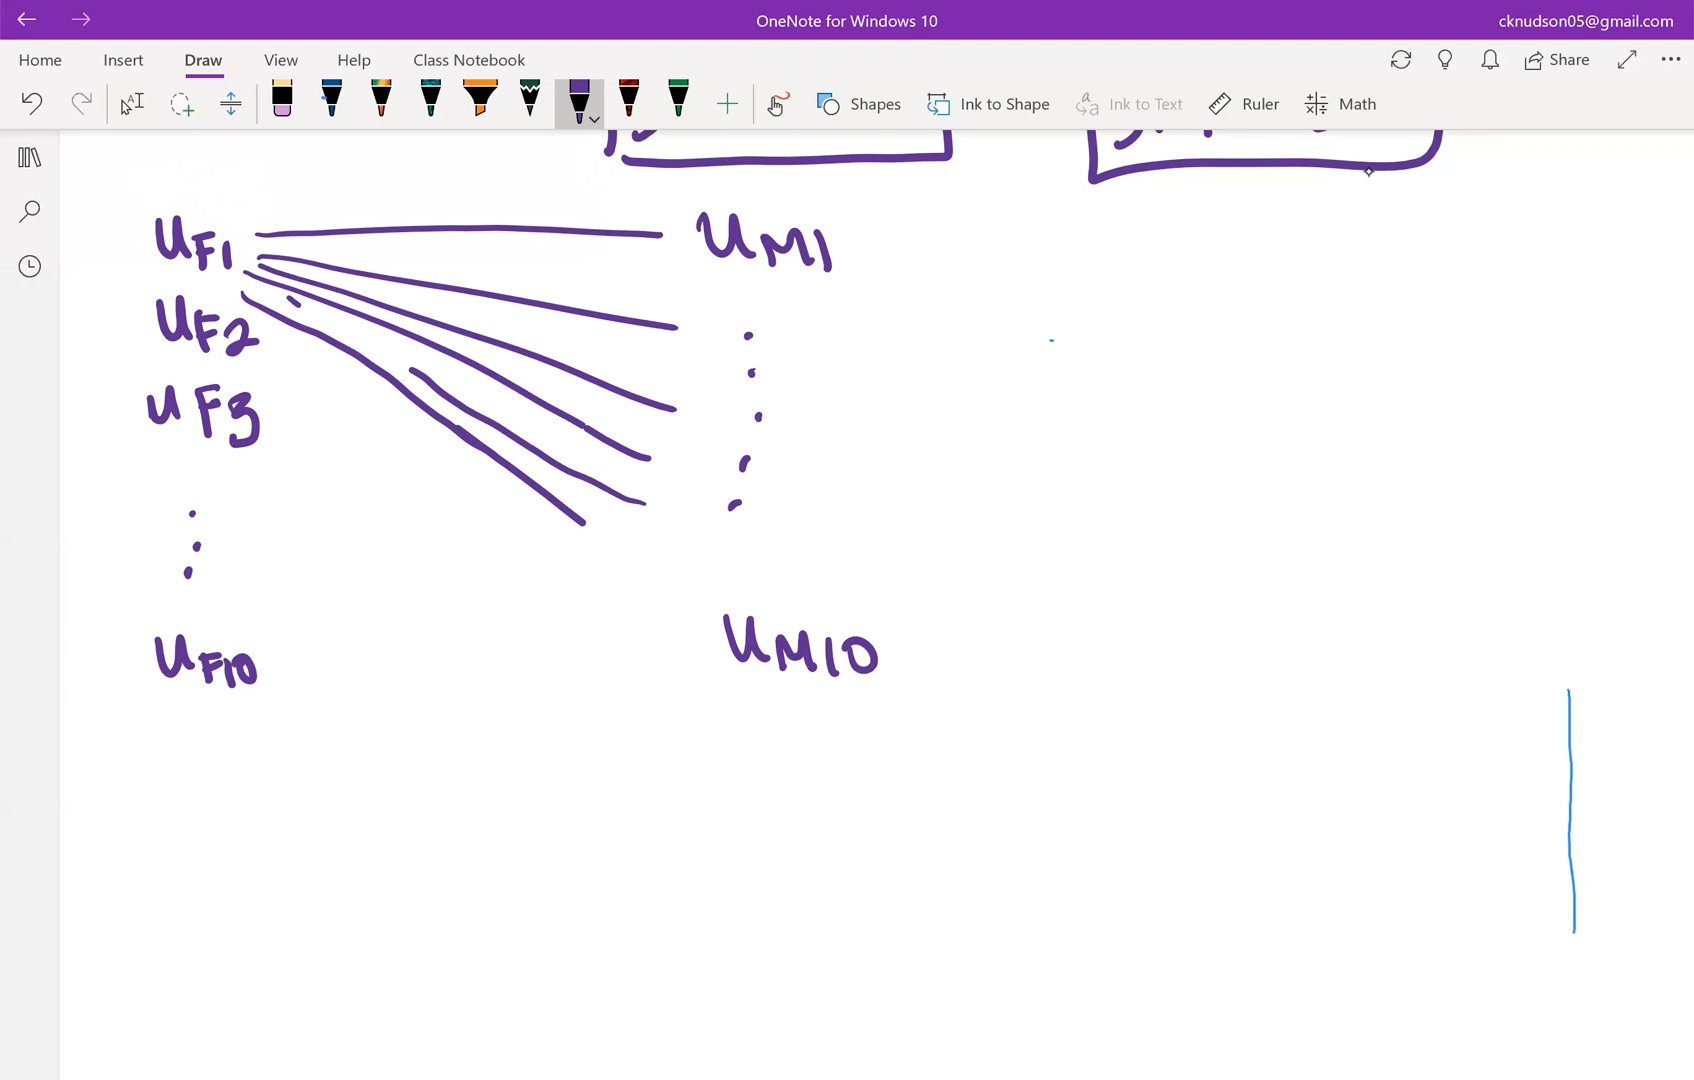 OneNote for Windows 10
cknudson05@gmail.com
Home Insert Draw View Help Class Notebook
Share
Shapes Ink to Shape Ink to Text Ruler Math
UF1 UM1
UF2
UF3
UF10 UM10